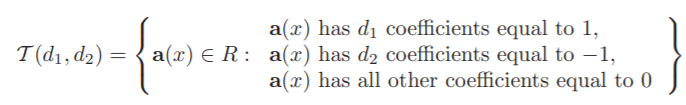 a(x) has d₁ coefficients equal to 1,
𝒯(d₁, d₂) = { a(x) ∈ R : a(x) has d₂ coefficients equal to −1, }
a(x) has all other coefficients equal to 0